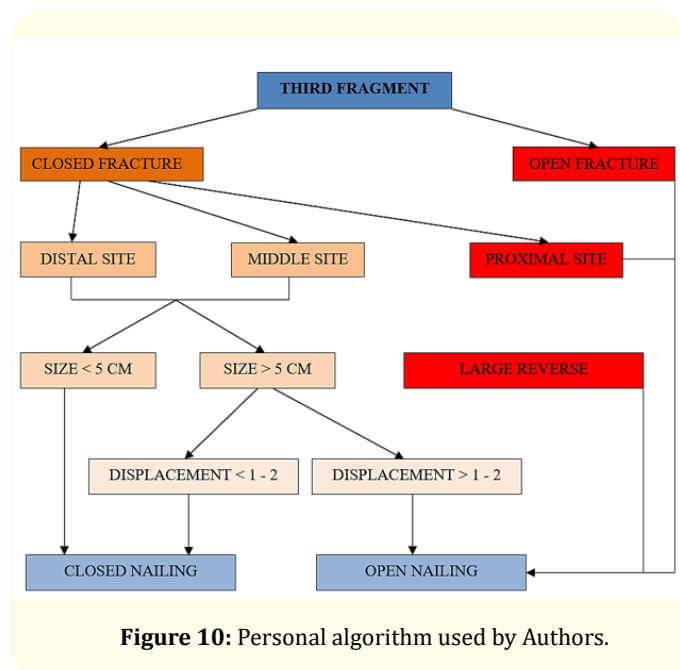 THIRD FRAGMENT
CLOSED FRACTURE
OPEN FRACTURE
DISTAL SITE
MIDDLE SITE
PROXIMAL SITE
SIZE < 5 CM
SIZE > 5 CM
LARGE REVERSE
DISPLACEMENT < 1 - 2
DISPLACEMENT > 1 - 2
CLOSED NAILING
OPEN NAILING
Figure 10: Personal algorithm used by Authors.